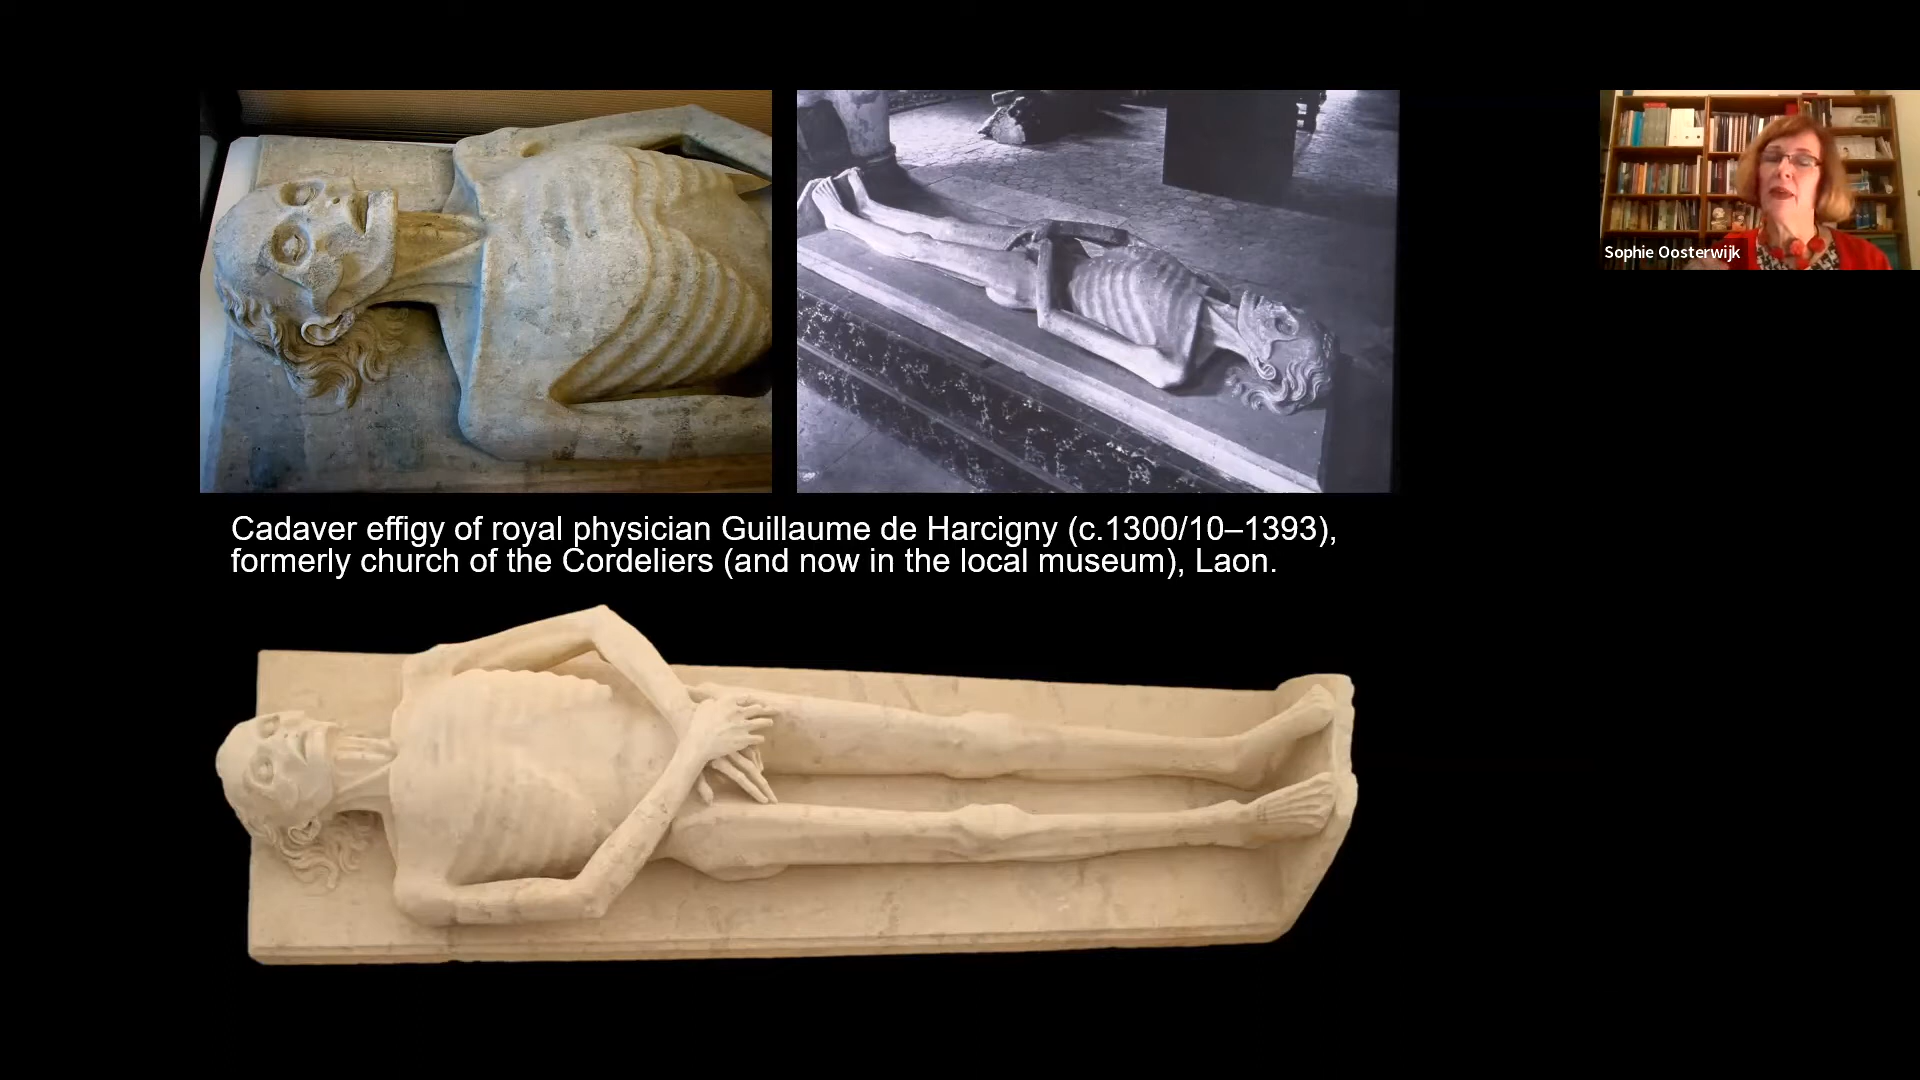 Sophie Oosterwijk
Cadaver effigy of royal physician Guillaume de Harcigny (c.1300/10–1393),
formerly church of the Cordeliers (and now in the local museum), Laon.